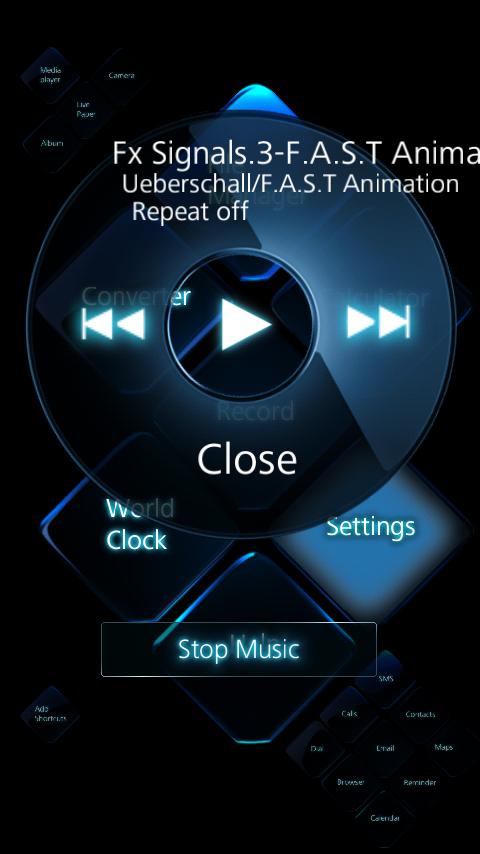 Media
player
Camera
Live
Paper
Album
Fx Signals.3-F.A.S.T Anima
Ueberschall/F.A.S.T Animation
Manager
Repeat off
Converter
Calculator
Record
Close
World
Clock
Settings
Stop Music
SMS
Add
Shortcuts
Calls
Contacts
Dial
Email
Maps
Browser
Reminder
Calendar